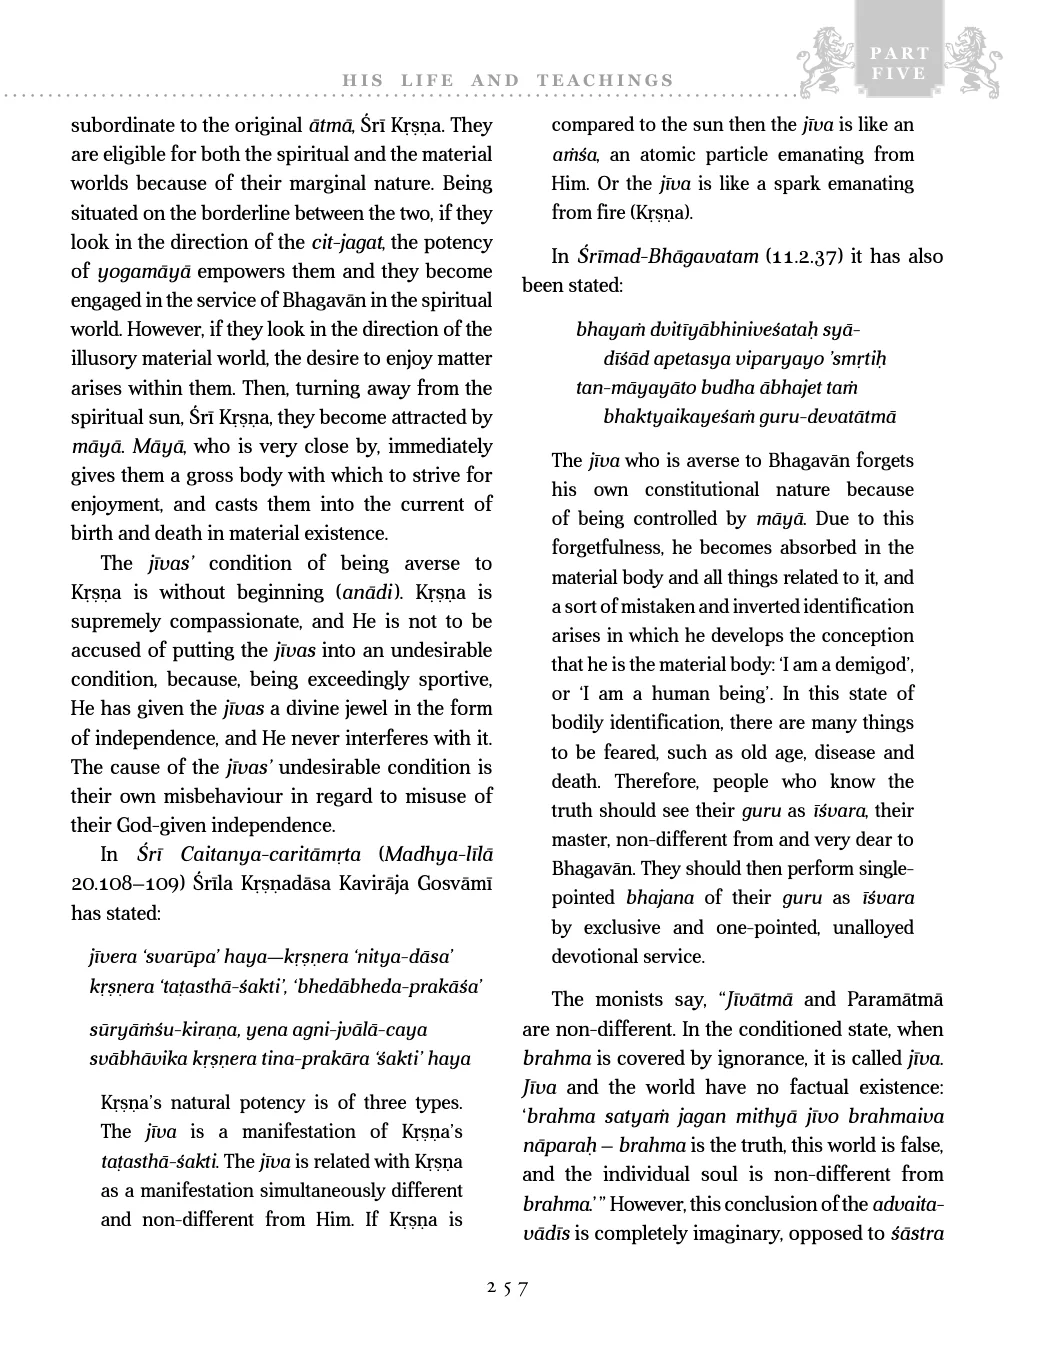 PART
FIVE
HIS LIFE AND TEACHINGS
subordinate to the original ātmā, Śrī Kṛṣṇa. They
are eligible for both the spiritual and the material
worlds because of their marginal nature. Being
situated on the borderline between the two, if they
look in the direction of the cit-jagat, the potency
of yogamāyā empowers them and they become
engaged in the service of Bhagavān in the spiritual
world. However, if they look in the direction of the
illusory material world, the desire to enjoy matter
arises within them. Then, turning away from the
spiritual sun, Śrī Kṛṣṇa, they become attracted by
māyā. Māyā, who is very close by, immediately
gives them a gross body with which to strive for
enjoyment, and casts them into the current of
birth and death in material existence.
The jīvas’ condition of being averse to
Kṛṣṇa is without beginning (anādi). Kṛṣṇa is
supremely compassionate, and He is not to be
accused of putting the jīvas into an undesirable
condition, because, being exceedingly sportive,
He has given the jīvas a divine jewel in the form
of independence, and He never interferes with it.
The cause of the jīvas’ undesirable condition is
their own misbehaviour in regard to misuse of
their God-given independence.
In Śrī Caitanya-caritāmṛta (Madhya-līlā
20.108–109) Śrīla Kṛṣṇadāsa Kavirāja Gosvāmī
has stated:
jīvera ‘svarūpa’ haya—kṛṣṇera ‘nitya-dāsa’
kṛṣṇera ‘taṭasthā-śakti’, ‘bhedābheda-prakāśa’
sūryāṁśu-kiraṇa, yena agni-jvālā-caya
svābhāvika kṛṣṇera tina-prakāra ‘śakti’ haya
Kṛṣṇa’s natural potency is of three types.
The jīva is a manifestation of Kṛṣṇa’s
taṭasthā-śakti. The jīva is related with Kṛṣṇa
as a manifestation simultaneously different
and non-different from Him. If Kṛṣṇa is
compared to the sun then the jīva is like an
aṁśa, an atomic particle emanating from
Him. Or the jīva is like a spark emanating
from fire (Kṛṣṇa).
In Śrīmad-Bhāgavatam (11.2.37) it has also
been stated:
bhayaṁ dvitīyābhiniveśataḥ syā-
dīśād apetasya viparyayo ’smṛtiḥ
tan-māyayāto budha ābhajet taṁ
bhaktyaikayeśaṁ guru-devatātmā
The jīva who is averse to Bhagavān forgets
his own constitutional nature because
of being controlled by māyā. Due to this
forgetfulness, he becomes absorbed in the
material body and all things related to it, and
a sort of mistaken and inverted identification
arises in which he develops the conception
that he is the material body: ‘I am a demigod’,
or ‘I am a human being’. In this state of
bodily identification, there are many things
to be feared, such as old age, disease and
death. Therefore, people who know the
truth should see their guru as īśvara, their
master, non-different from and very dear to
Bhagavān. They should then perform single-
pointed bhajana of their guru as īśvara
by exclusive and one-pointed, unalloyed
devotional service.
The monists say, “Jīvātmā and Paramātmā
are non-different. In the conditioned state, when
brahma is covered by ignorance, it is called jīva.
Jīva and the world have no factual existence:
‘brahma satyaṁ jagan mithyā jīvo brahmaiva
nāparaḥ – brahma is the truth, this world is false,
and the individual soul is non-different from
brahma.’ ” However, this conclusion of the advaita-
vādīs is completely imaginary, opposed to śāstra
257